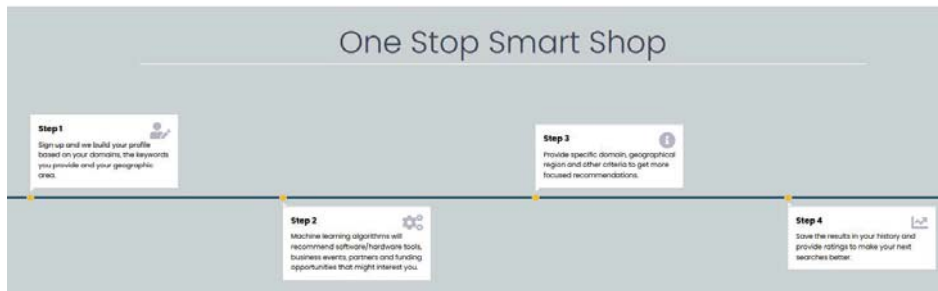 One Stop Smart Shop
Step 1
Sign up and we build your profile
based on your domains, the keywords
you provide and your geographic
area.
Step 2
Machine learning algorithms will
recommend software/hardware tools,
business events, partners and funding
opportunities that might interest you.
Step 3
Provide specific domain, geographical
region and other criteria to get more
focused recommendations.
Step 4
Save the results in your history and
provide ratings to make your next
searches better.